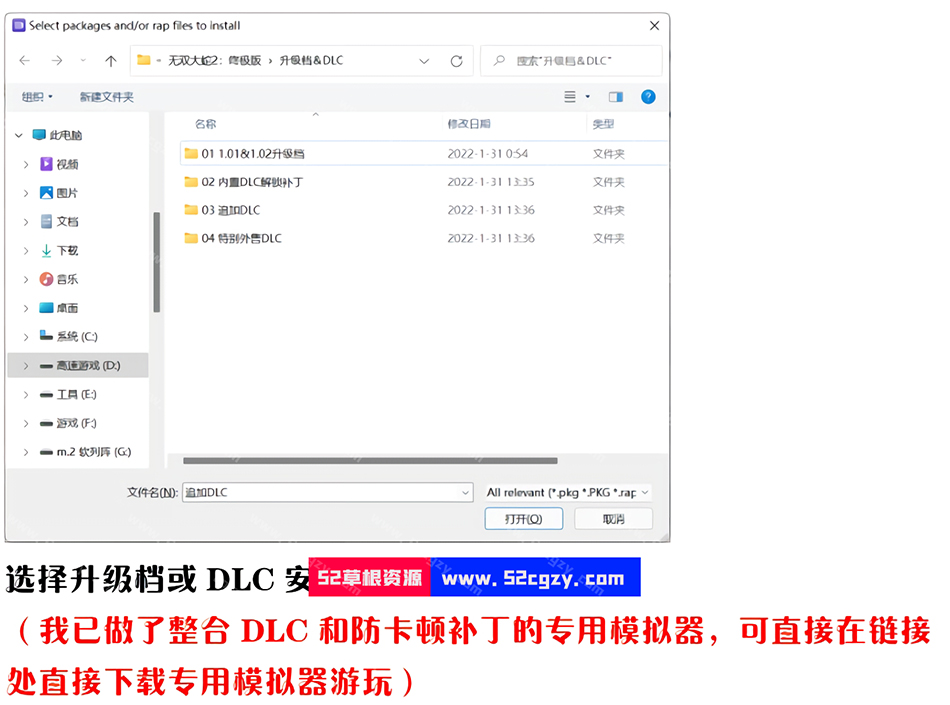 Select packages and/or rap files to install
« 无双大蛇2：终极版 › 升级档&DLC
搜索"升级档&DLC"
组织 新建文件夹
名称 修改日期 类型
此电脑
视频
图片
文档
下载
音乐
桌面
系统 (C:)
高速游戏 (D:)
工具 (E:)
游戏 (F:)
m.2 软列库 (G:)
01 1.01&1.02升级档 2022-1-31 0:54 文件夹
02 内置DLC解锁补丁 2022-1-31 13:35 文件夹
03 追加DLC 2022-1-31 13:36 文件夹
04 特别外售DLC 2022-1-31 13:36 文件夹
文件名(N): 追加DLC All relevant (*.pkg *.PKG *.rap
打开(O) 取消
选择升级档或 DLC 安
52草根资源 www.52cgzy.com
（我已做了整合 DLC 和防卡顿补丁的专用模拟器，可直接在链接
处直接下载专用模拟器游玩）